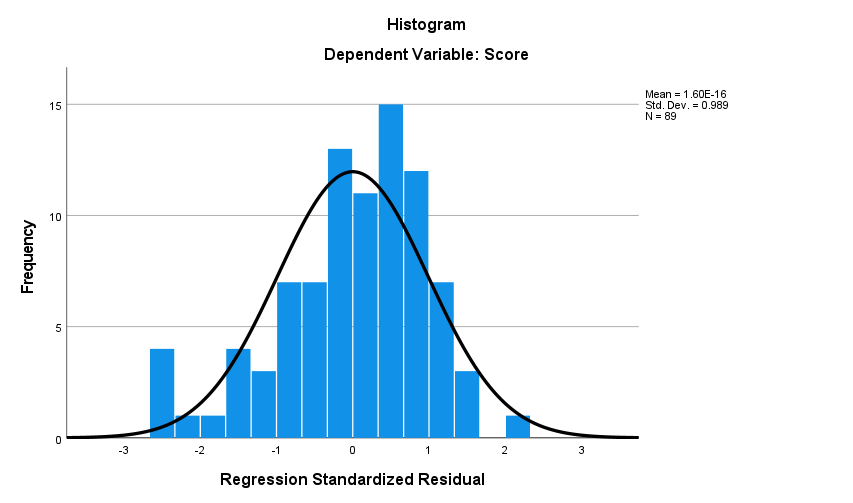 Histogram
Dependent Variable: Score
Mean = 1.60E-16
Std. Dev. = 0.989
N = 89
Frequency
15
10
5
0
-3 -2 -1 0 1 2 3
Regression Standardized Residual